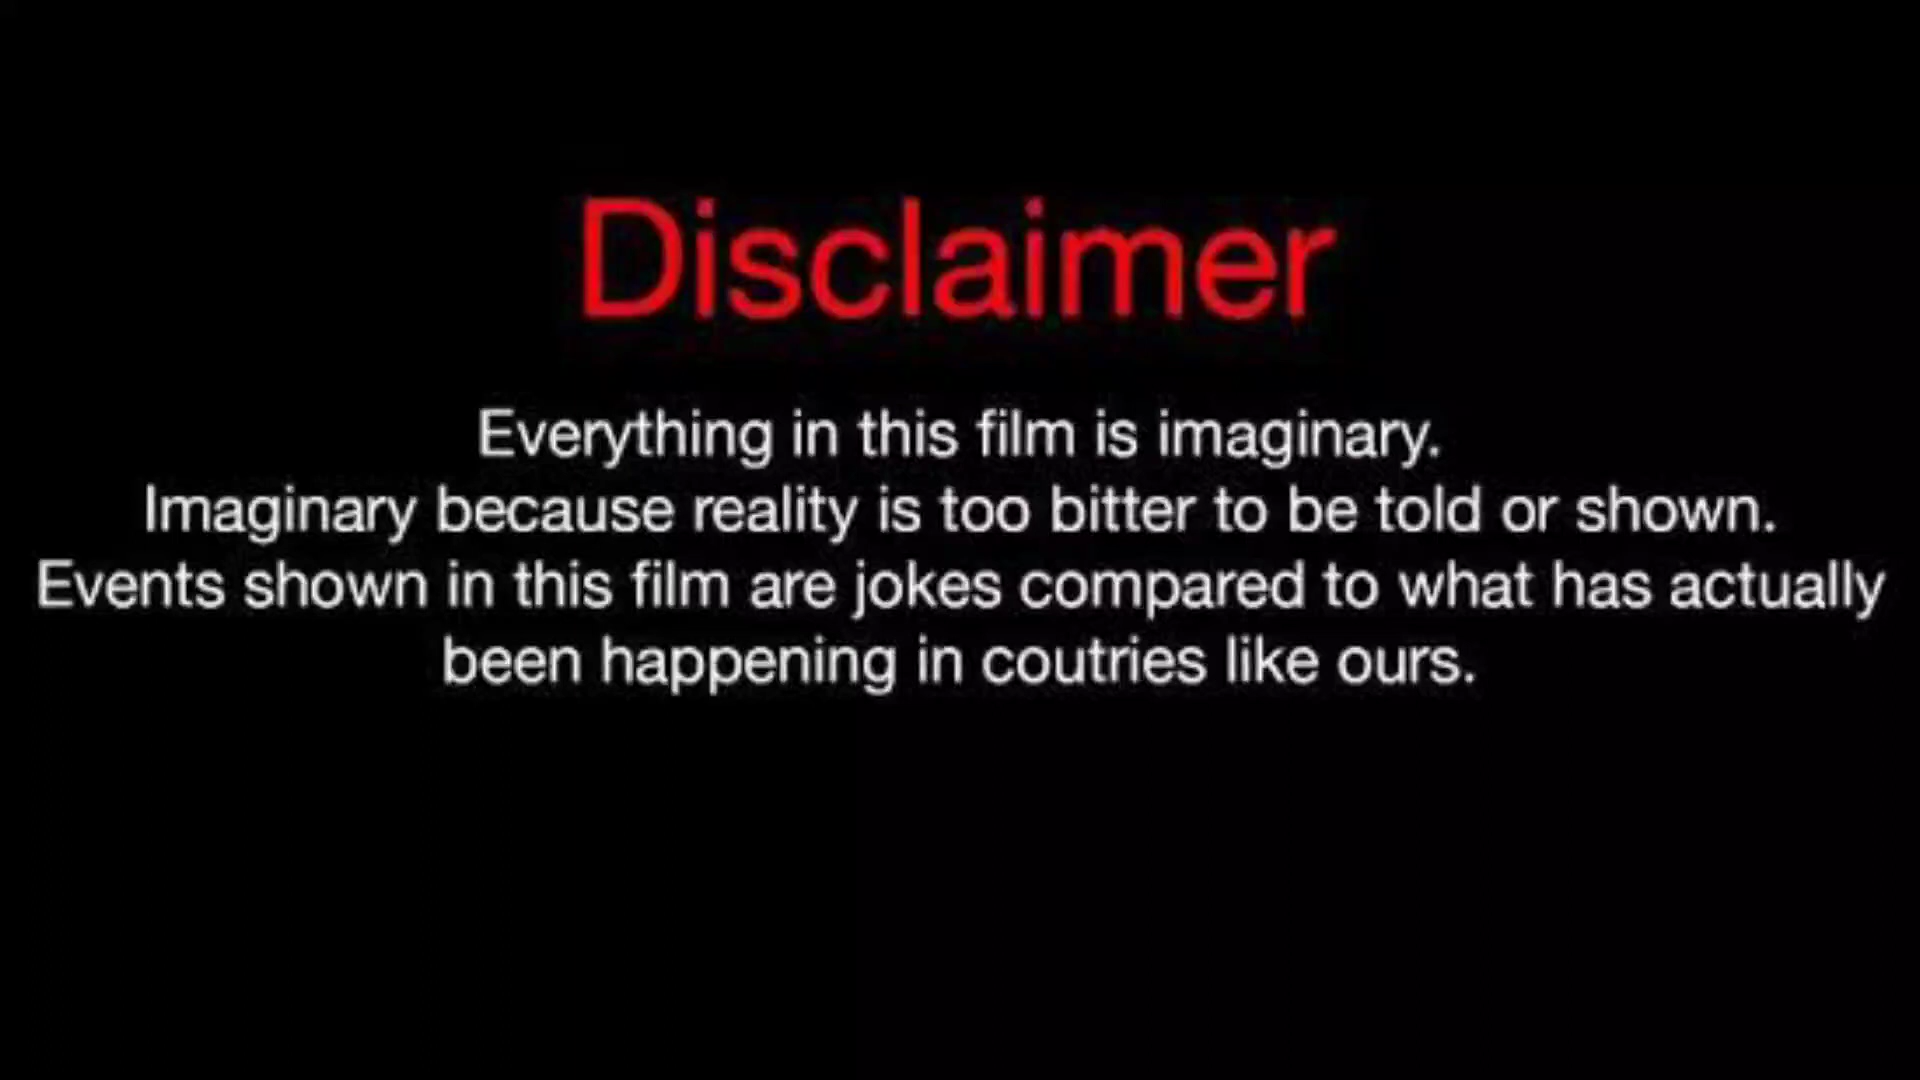 Disclaimer
Everything in this film is imaginary.
Imaginary because reality is too bitter to be told or shown.
Events shown in this film are jokes compared to what has actually
been happening in coutries like ours.